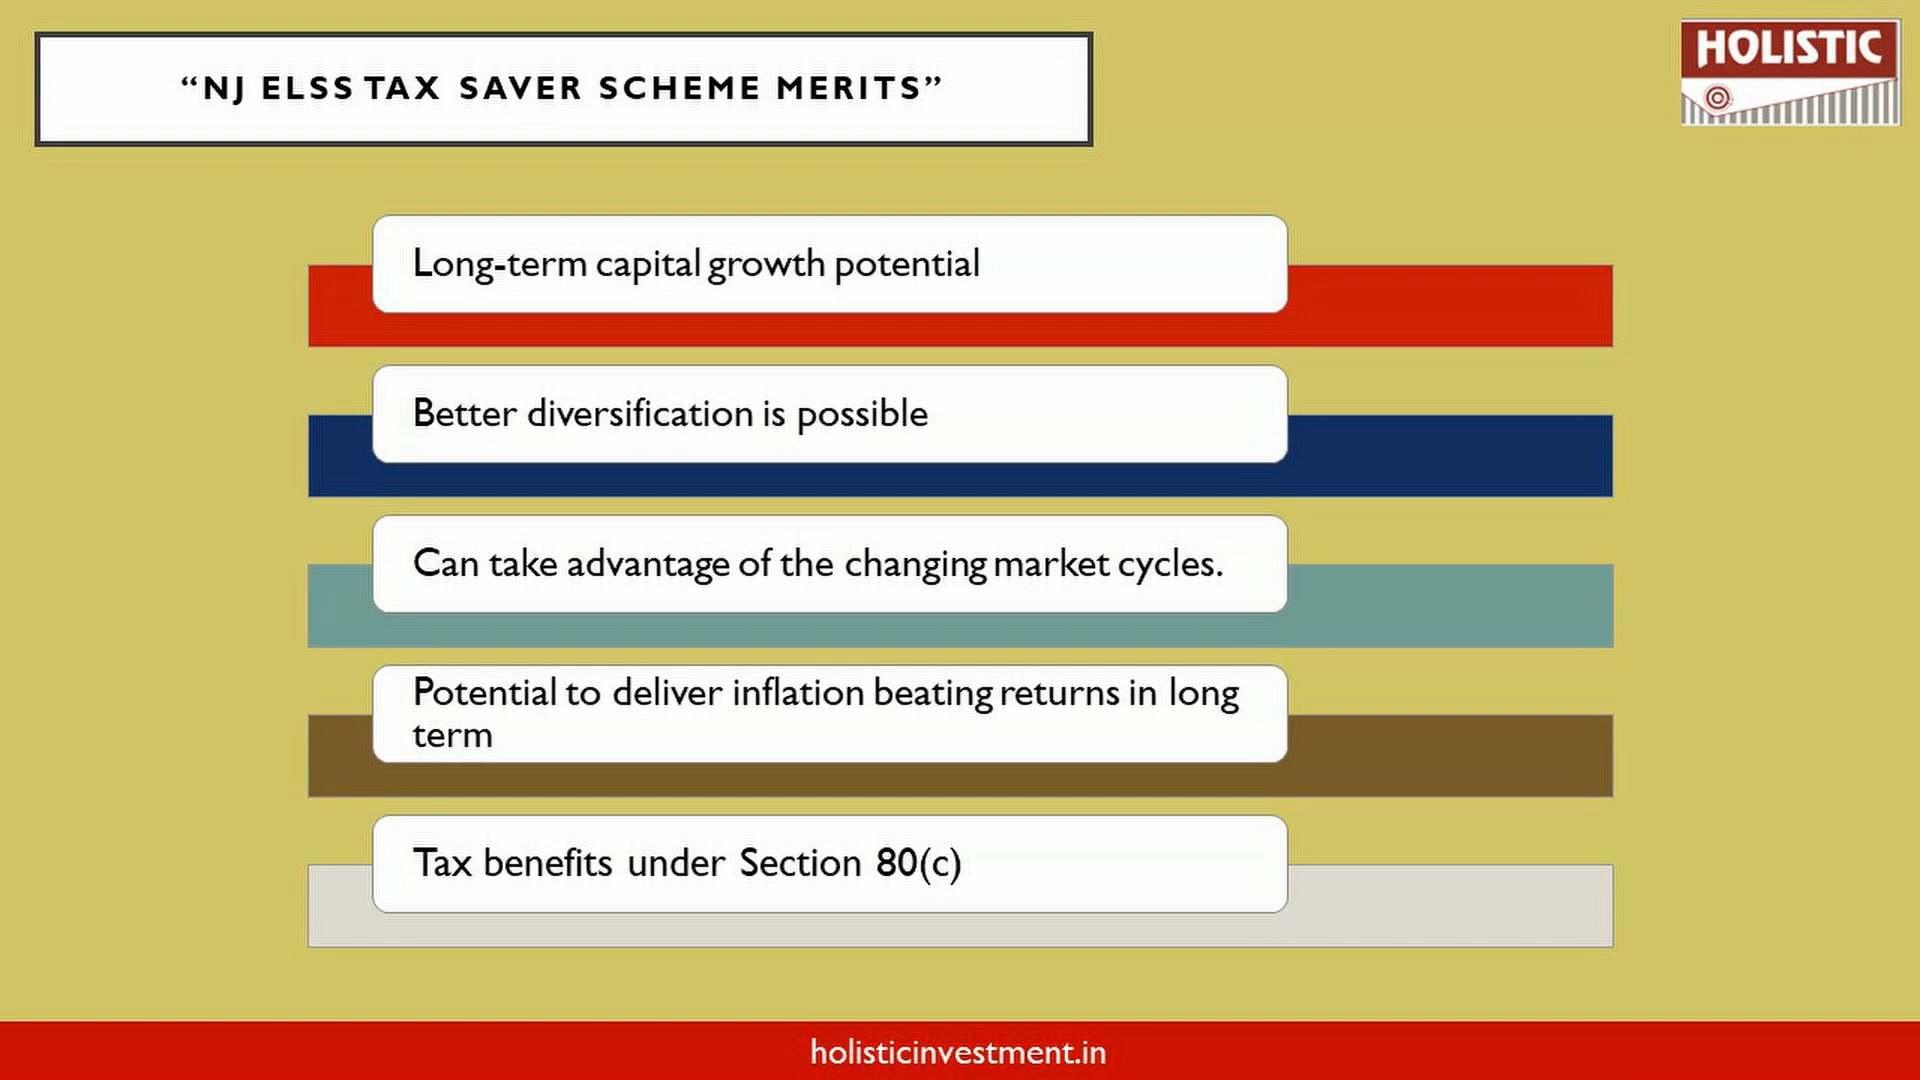 “NJ ELSS TAX SAVER SCHEME MERITS”
HOLISTIC
Long-term capital growth potential
Better diversification is possible
Can take advantage of the changing market cycles.
Potential to deliver inflation beating returns in long
term
Tax benefits under Section 80(c)
holisticinvestment.in